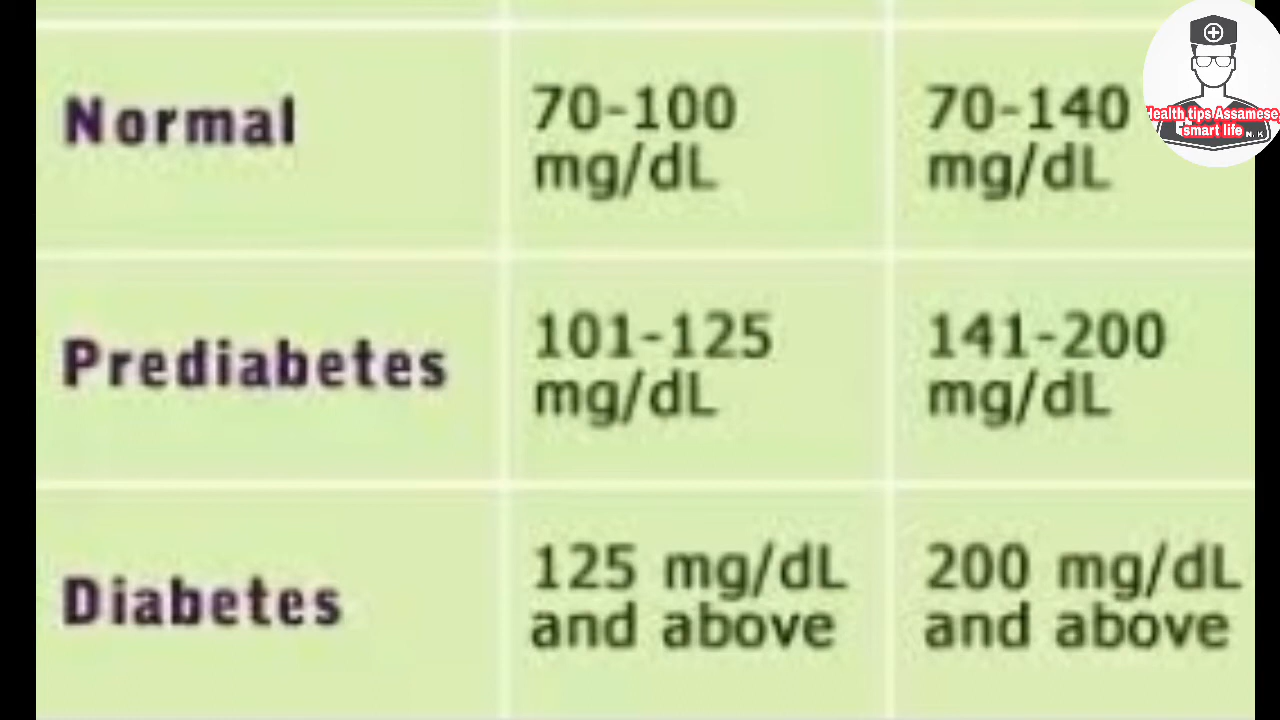 Normal
70-100
mg/dL
70-140
mg/dL
Health tips Assamese,
smart life
N. K
Prediabetes
101-125
mg/dL
141-200
mg/dL
Diabetes
125 mg/dL
and above
200 mg/dL
and above